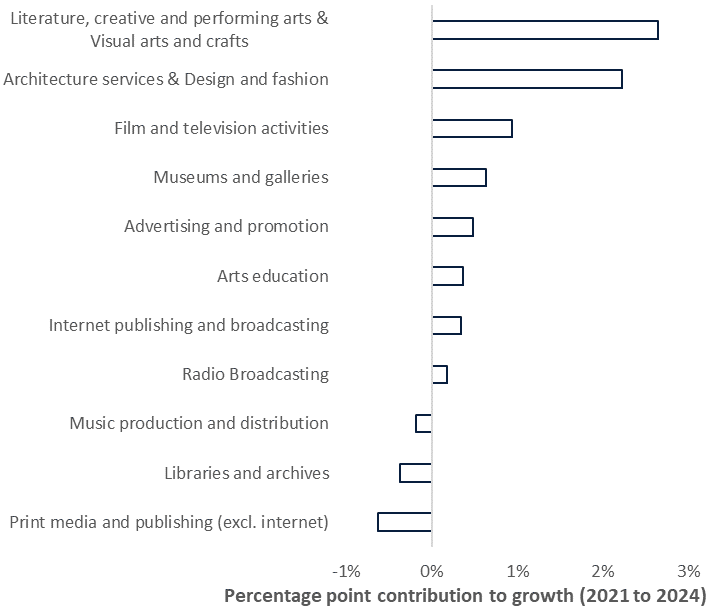 Literature, creative and performing arts &
Visual arts and crafts
Architecture services & Design and fashion
Film and television activities
Museums and galleries
Advertising and promotion
Arts education
Internet publishing and broadcasting
Radio Broadcasting
Music production and distribution
Libraries and archives
Print media and publishing (excl. internet)
-1% 0% 1% 2% 3%
Percentage point contribution to growth (2021 to 2024)